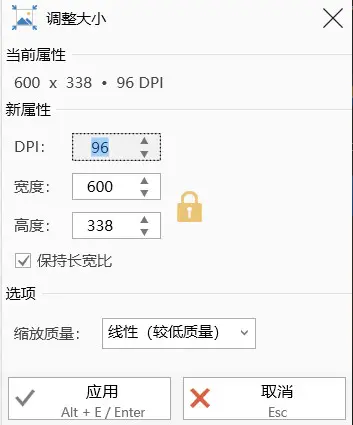 调整大小
当前属性
600 x 338 • 96 DPI
新属性
DPI: 96
宽度: 600
高度: 338
保持长宽比
选项
缩放质量: 线性（较低质量）
应用 取消
Alt + E / Enter Esc